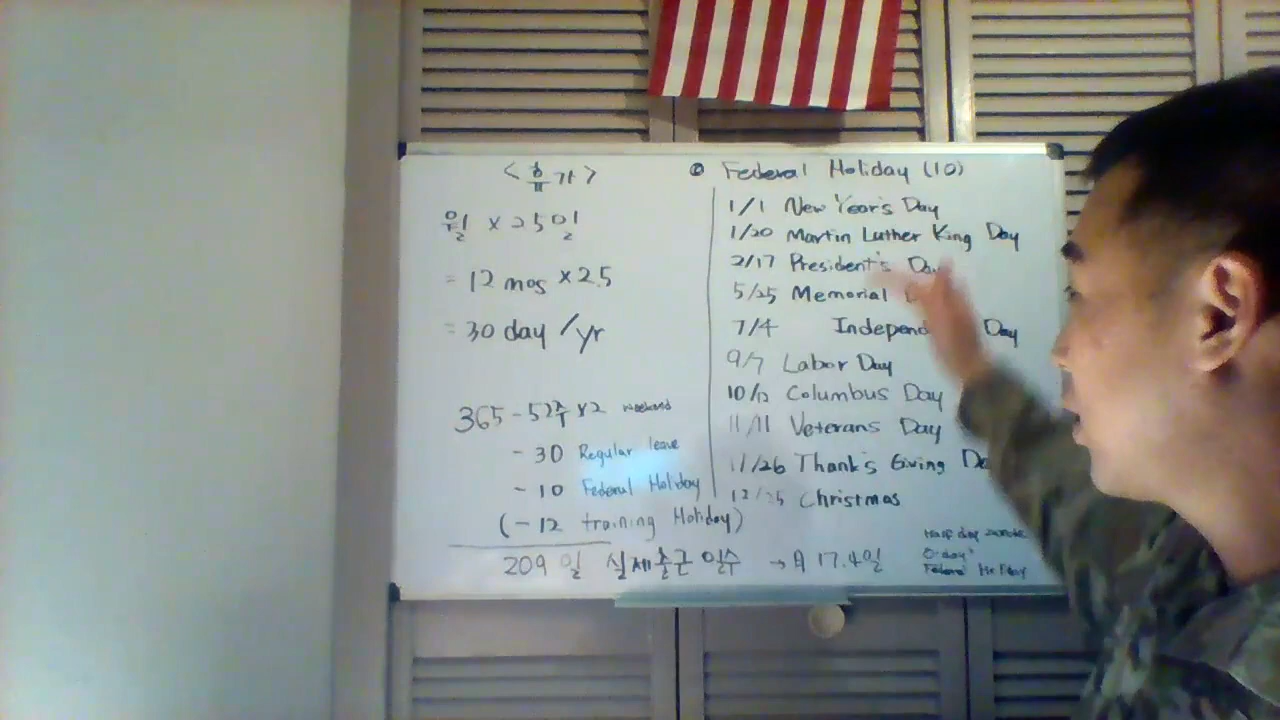 <휴가>
월 x 2.5일
= 12 mos x 2.5
= 30 day / yr
365 - 52주 x 2 weekend
- 30 Regular leave
- 10 Federal Holiday
(- 12 training Holiday)
209 일 실제출근 일수 → 月 17.4일
Federal Holiday (10)
1/1 New Year's Day
1/20 Martin Luther King Day
2/17 President's Day
5/25 Memorial
7/4 Day
9/7 Labor Day
10/12 Columbus Day
11/11 Veterans Day
11/26 Thank's Giving
12/25 Christmas
Half day
Federal Holiday